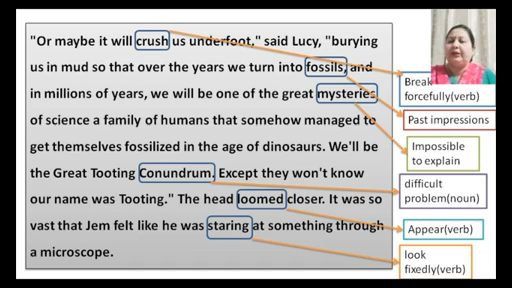 "Or maybe it will crush us underfoot," said Lucy, "burying
us in mud so that over the years we turn into fossils, and
in millions of years, we will be one of the great mysteries
of science a family of humans that somehow managed to
get themselves fossilized in the age of dinosaurs. We'll be
the Great Tooting Conundrum. Except they won't know
our name was Tooting." The head loomed closer. It was so
vast that Jem felt like he was staring at something through
a microscope.
Break
forcefully(verb)
Past impressions
Impossible
to explain
difficult
problem(noun)
Appear(verb)
look
fixedly(verb)